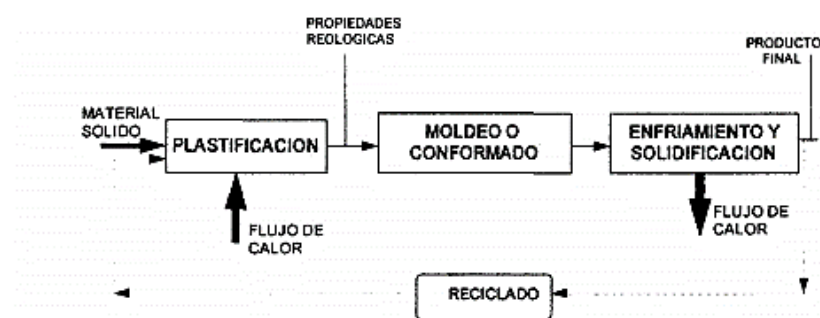 PROPIEDADES
REOLOGICAS
PRODUCTO
FINAL
MATERIAL
SOLIDO
PLASTIFICACION
MOLDEO O
CONFORMADO
ENFRIAMIENTO Y
SOLIDIFICACION
FLUJO DE
CALOR
FLUJO DE
CALOR
RECICLADO